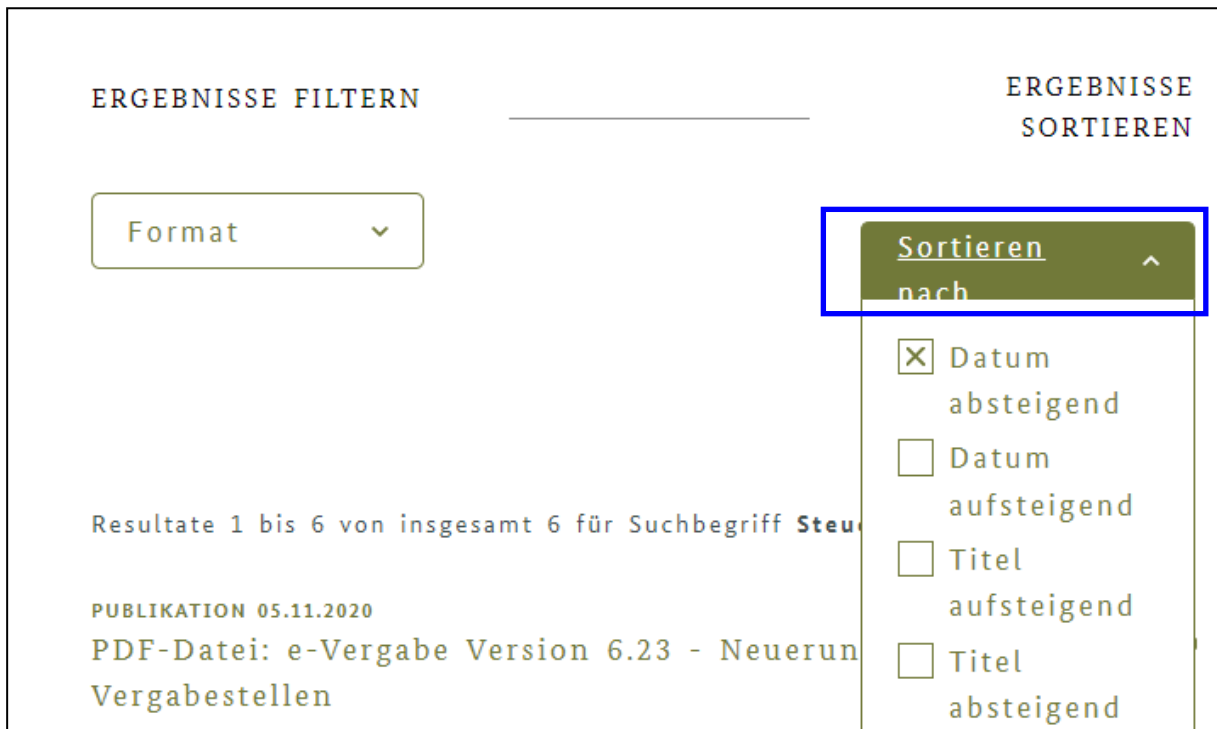 ERGEBNISSE FILTERN
ERGEBNISSE
SORTIEREN
Format
Sortieren
nach
Datum
absteigend
Datum
aufsteigend
Titel
aufsteigend
Titel
absteigend
Resultate 1 bis 6 von insgesamt 6 für Suchbegriff
PUBLIKATION 05.11.2020
PDF-Datei: e-Vergabe Version 6.23 -
Vergabestellen